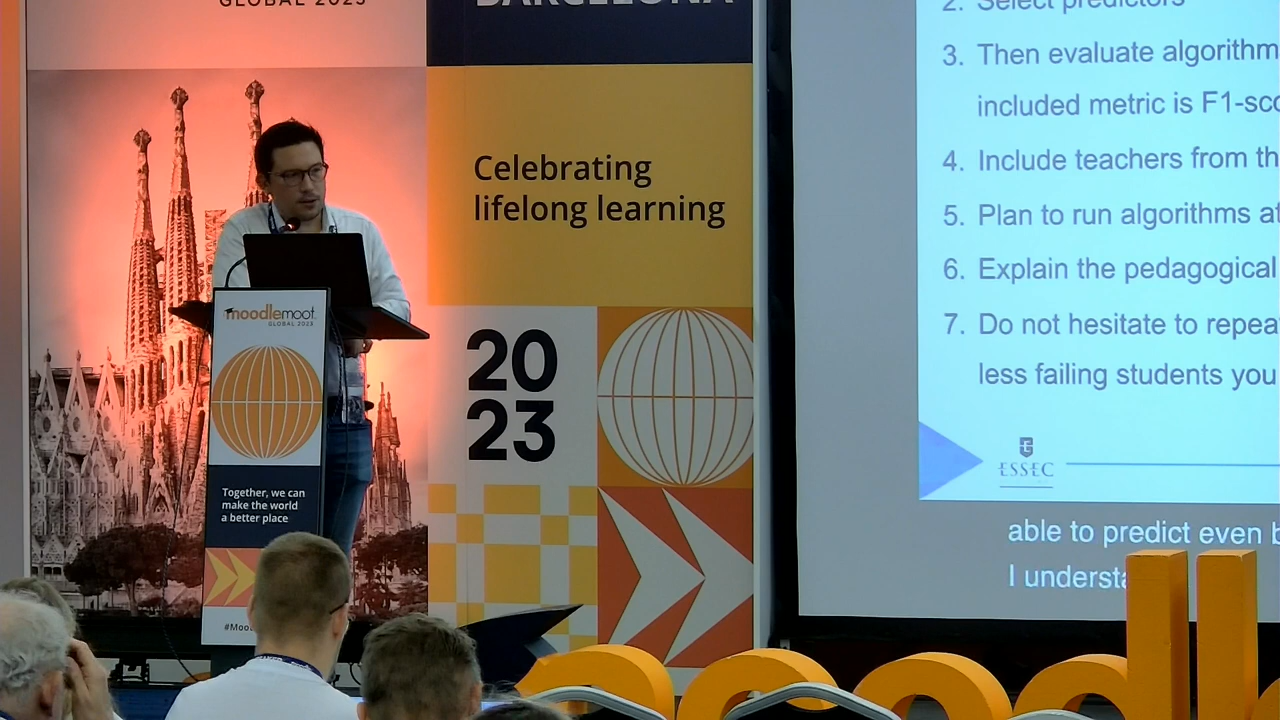 GLOBAL 2023
BARCELONA
Celebrating
lifelong learning
20
23
moodlemoot
GLOBAL 2023
Together, we can
make the world
a better place
#Moo
2. Select predictors
3. Then evaluate algorithm
included metric is F1-sco
4. Include teachers from th
5. Plan to run algorithms at
6. Explain the pedagogical
7. Do not hesitate to repea
less failing students you
ESSEC
able to predict even b
I understa
moodl